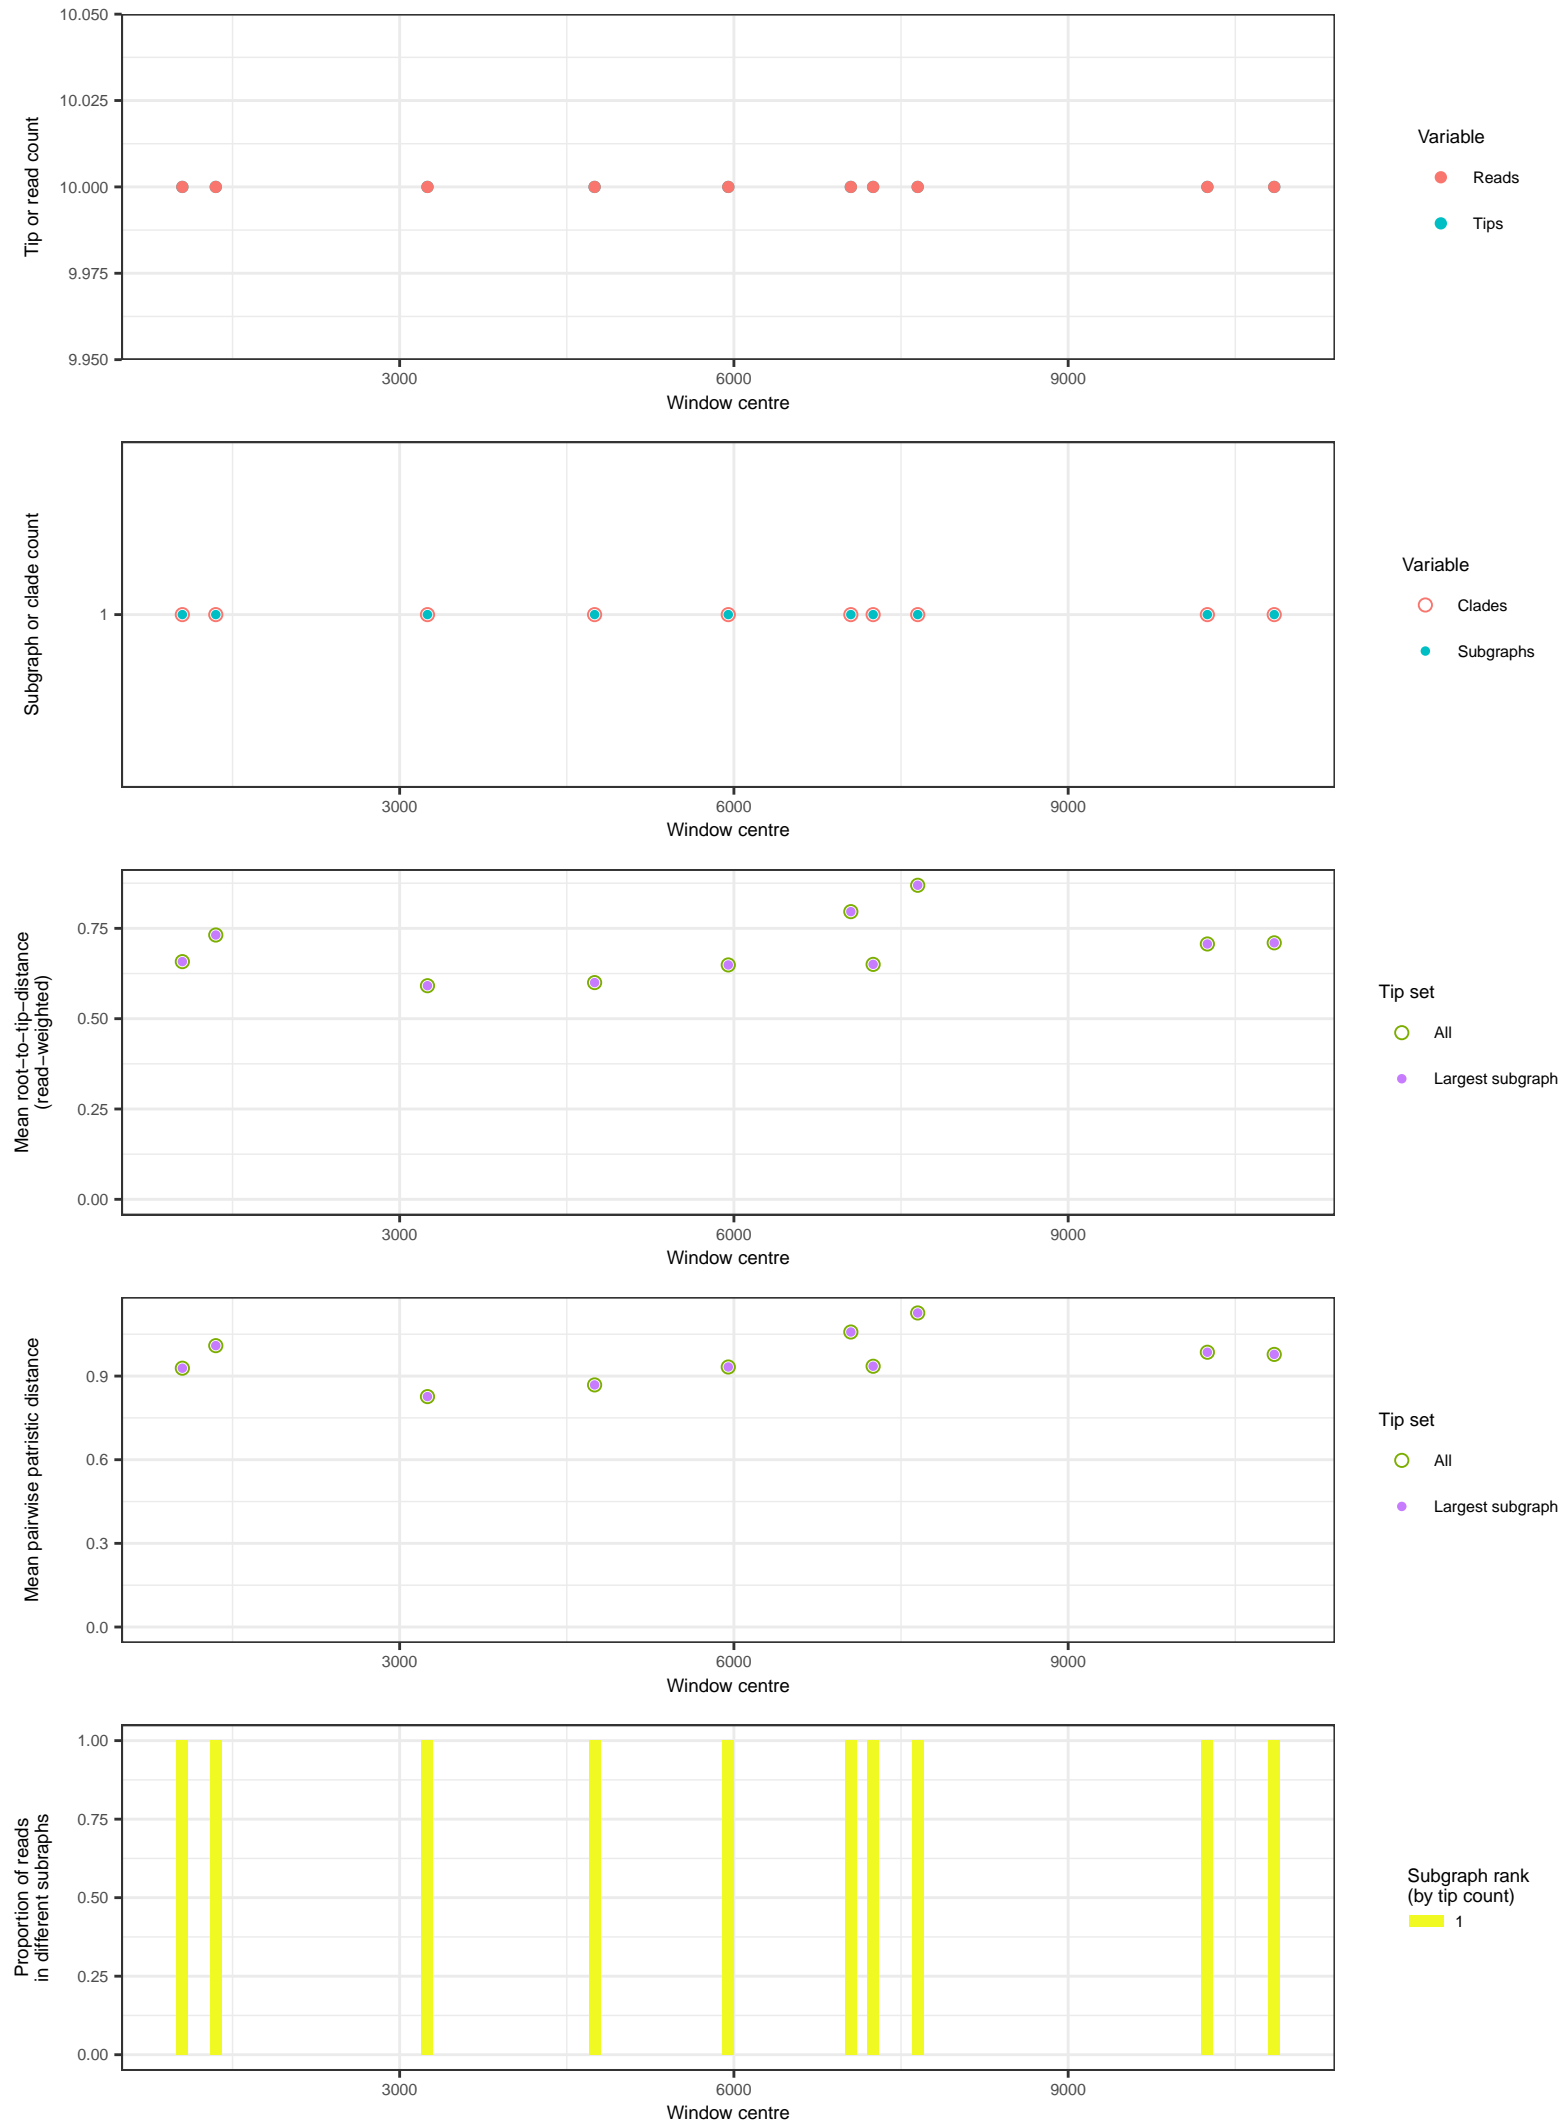 10.050
10.025
10.000
9.975
9.950
Tip or read count
3000
6000
9000
Window centre
Variable
Reads
Tips
1
Subgraph or clade count
3000
6000
9000
Window centre
Variable
Clades
Subgraphs
0.75
0.50
0.25
0.00
Mean root−to−tip−distance
(read−weighted)
3000
6000
9000
Window centre
Tip set
All
Largest subgraph
0.9
0.6
0.3
0.0
Mean pairwise patristic distance
3000
6000
9000
Window centre
Tip set
All
Largest subgraph
1.00
0.75
0.50
0.25
0.00
Proportion of reads
in different subraphs
3000
6000
9000
Window centre
Subgraph rank
(by tip count)
1